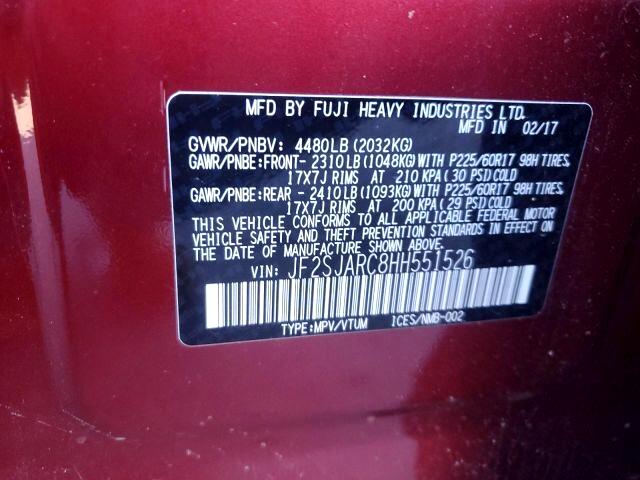 MFD BY FUJI HEAVY INDUSTRIES LTD.
MFD IN 02/17
GVWR/PNBV: 4480LB(2032KG)
GAWR/PNBE:FRONT-2310LB(1048KG)WITH P225/60R17 98H TIRES,
17X7J RIMS AT 210 KPA(30 PSI)COLD
GAWR/PNBE:REAR -2410LB(1093KG)WITH P225/60R17 98H TIRES,
17X7J RIMS AT 200 KPA(29 PSI)COLD
THIS VEHICLE CONFORMS TO ALL APPLICABLE FEDERAL MOTOR
VEHICLE SAFETY AND THEFT PREVENTION STANDARDS IN EFFECT ON
THE DATE OF MANUFACTURE SHOWN ABOVE.
VIN: JF2SJARC8HH551526
TYPE:MPV/VTUM ICES/NMB-002